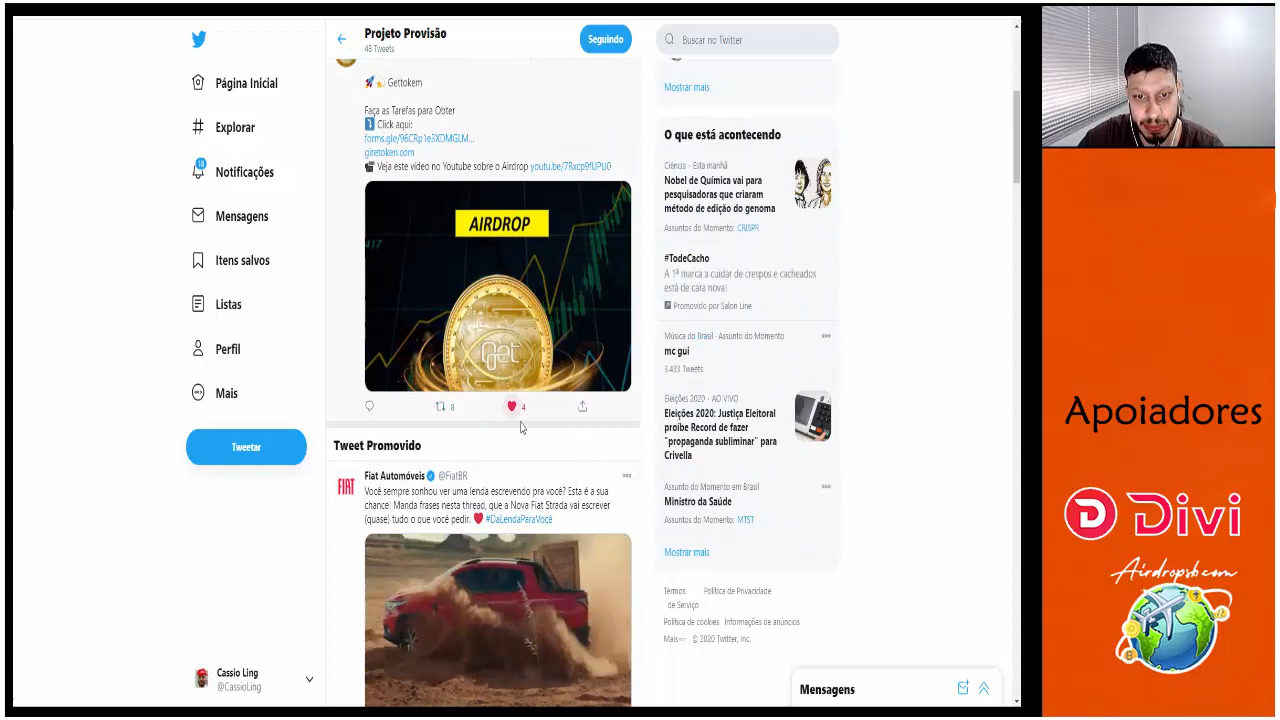 Projeto Provisão
48 Tweets
Seguindo
Buscar no Twitter
Página Inicial
Explorar
18
Notificações
Mensagens
Itens salvos
Listas
Perfil
Mais
Tweetar
Cassio Ling
@CassioLing
Gettokem
Faça as Tarefas para Obter
Click aqui:
forms.gle/96CRp1e3XDMGLM...
giretoken.com
Veja este vídeo no Youtube sobre o Airdrop youtu.be/7Rxcp9fUPU0
417
AIRDROP
get
8
4
Tweet Promovido
Fiat Automóveis @FiatBR
FIAT
Você sempre sonhou ver uma lenda escrevendo pra você? Esta é a sua
chance! Manda frases nesta thread, que a Nova Fiat Strada vai escrever
(quase) tudo o que você pedir. #DaLendaParaVocê
Mostrar mais
O que está acontecendo
Ciência · Esta manhã
Nobel de Química vai para
pesquisadoras que criaram
método de edição do genoma
Assuntos do Momento: CRISPR
#TodeCacho
A 1ª marca a cuidar de crespos e cacheados
está de cara nova!
Promovido por Salon Line
Música do Brasil · Assunto do Momento
mc gui
3.433 Tweets
Eleições 2020 · AO VIVO
Eleições 2020: Justiça Eleitoral
proíbe Record de fazer
"propaganda subliminar" para
Crivella
Assunto do Momento em Brasil
Ministro da Saúde
Assuntos do Momento: MTST
Mostrar mais
Termos
de Serviço
Política de Privacidade
Política de cookies
Informações de anúncios
Mais
© 2020 Twitter, Inc.
Mensagens
Apoiadores
Divi
Airdropsb.com